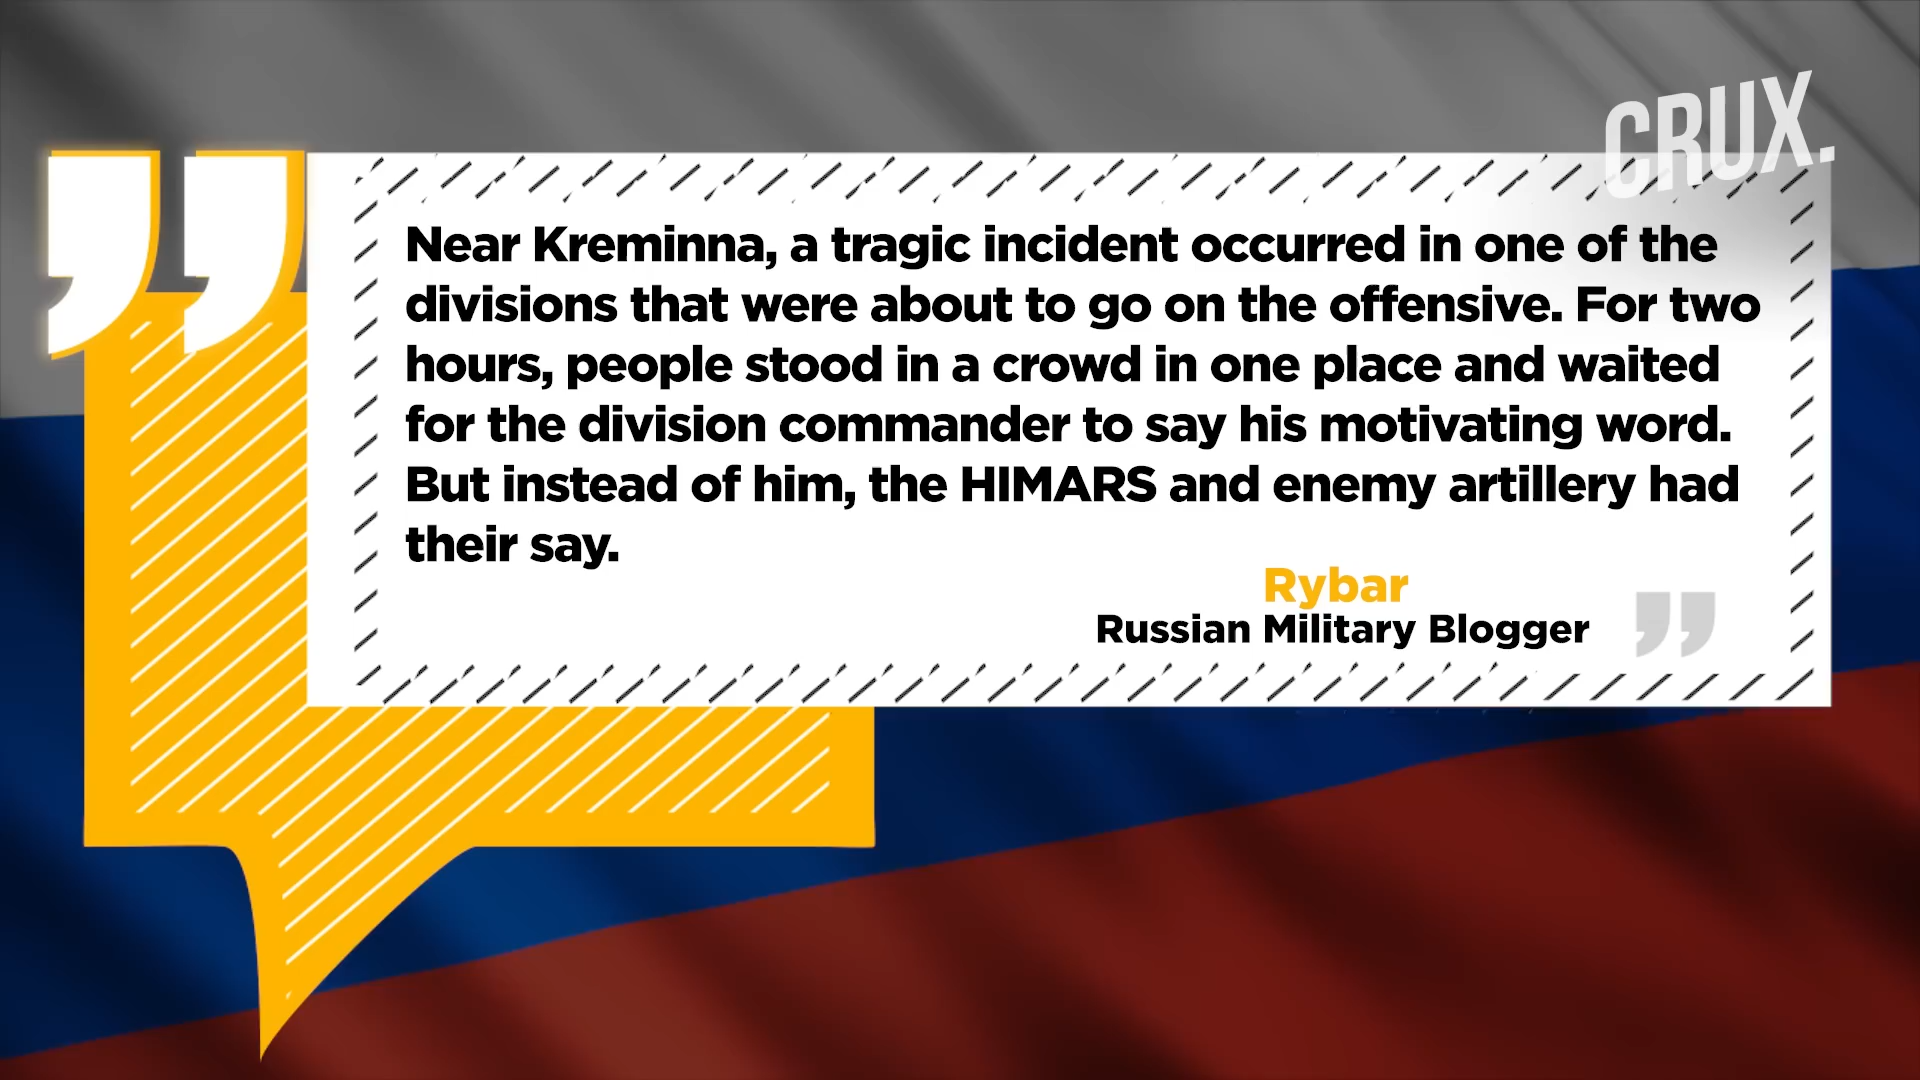 CRUX.
Near Kreminna, a tragic incident occurred in one of the
divisions that were about to go on the offensive. For two
hours, people stood in a crowd in one place and waited
for the division commander to say his motivating word.
But instead of him, the HIMARS and enemy artillery had
their say.
Rybar
Russian Military Blogger